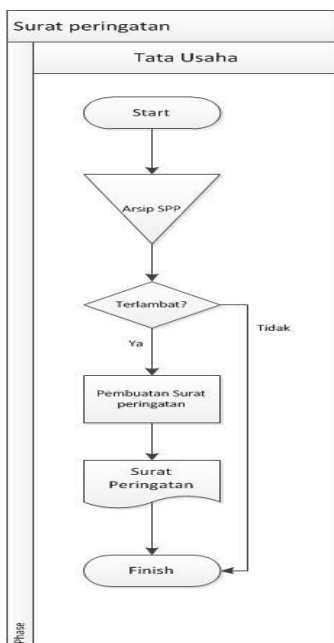 Surat peringatan
Tata Usaha
Start
Arsip SPP
Terlambat?
Tidak
Ya
Pembuatan Surat
peringatan
Surat
Peringatan
Finish
Phase